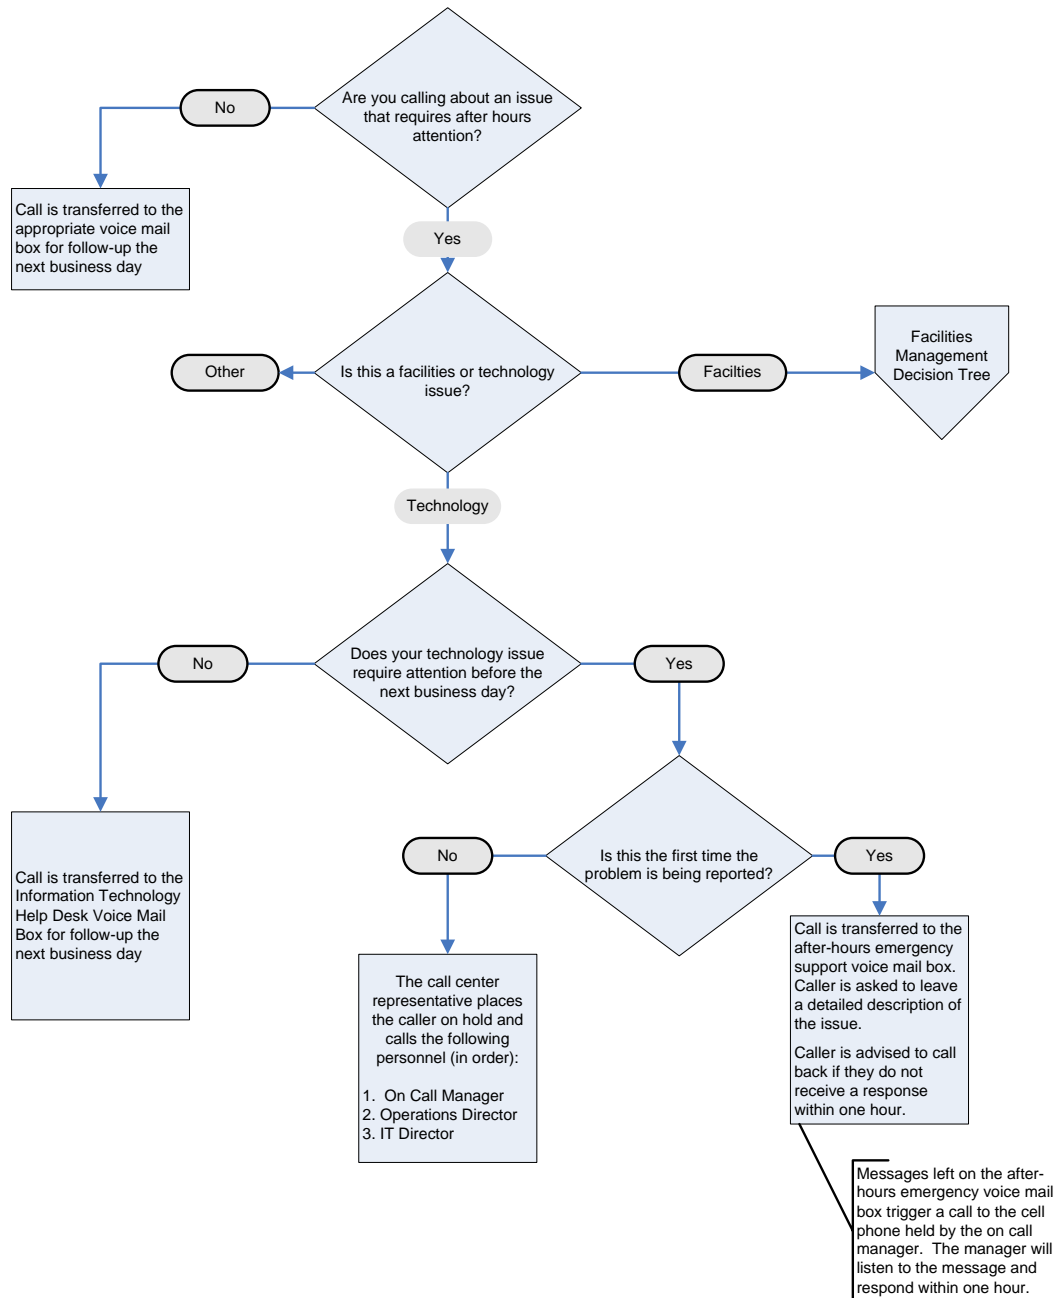 Are you calling about an issue
that requires after hours
attention?
No
Call is transferred to the
appropriate voice mail
box for follow-up the
next business day
Yes
Is this a facilities or technology
issue?
Other
Facilties
Facilities
Management
Decision Tree
Technology
Does your technology issue
require attention before the
next business day?
No
Yes
Call is transferred to the
Information Technology
Help Desk Voice Mail
Box for follow-up the
next business day
Is this the first time the
problem is being reported?
No
Yes
The call center
representative places
the caller on hold and
calls the following
personnel (in order):
1. On Call Manager
2. Operations Director
3. IT Director
Call is transferred to the
after-hours emergency
support voice mail box.
Caller is asked to leave
a detailed description of
the issue.
Caller is advised to call
back if they do not
receive a response
within one hour.
Messages left on the after-
hours emergency voice mail
box trigger a call to the cell
phone held by the on call
manager. The manager will
listen to the message and
respond within one hour.